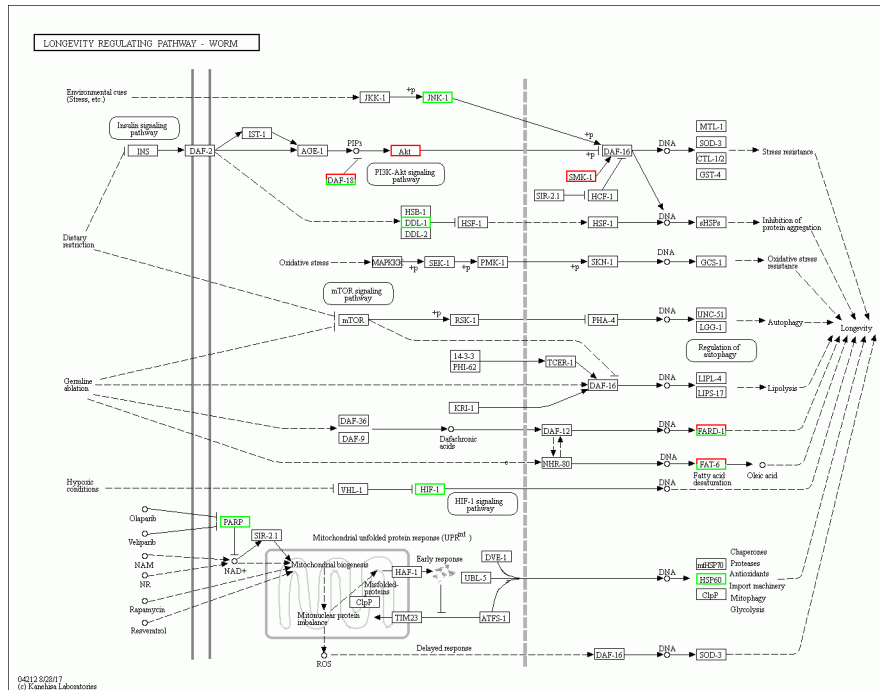 LONGEVITY REGULATING PATHWAY - WORM
Environmental cues
(Stress, etc.)
JKK-1
+p
JNK-1
Insulin signaling
pathway
INS
DAF-2
IST-1
AGE-1
PIP3
Akt
DAF-18
PI3K-Akt signaling
pathway
+p
+p
DAF-16
SMK-1
SIR-2.1
HCF-1
DNA
MTL-1
SOD-3
CTL-1/2
GST-4
Stress resistance
Dietary
restriction
HSB-1
DDL-1
DDL-2
HSF-1
HSF-1
DNA
sHSPs
Inhibition of
protein aggregation
Oxidative stress
MAPKKK
+p
SEK-1
+p
PMK-1
+p
SKN-1
DNA
GCS-1
Oxidative stress
resistance
mTOR signaling
pathway
mTOR
+p
RSK-1
PHA-4
DNA
UNC-51
LGG-1
Autophagy
Longevity
Regulation of
autophagy
Germline
ablation
14-3-3
PHI-62
TCER-1
KRI-1
DAF-16
DNA
LIPL-4
LIPS-17
Lipolysis
DAF-36
DAF-9
Dafachronic
acids
DAF-12
DNA
FARD-1
NHR-80
DNA
FAT-6
Fatty acid
desaturation
Oleic acid
Hypoxic
conditions
VHL-1
HIF-1
HIF-1 signaling
pathway
DNA
Olaparib
Veliparib
NAM
NR
Rapamycin
Resveratrol
PARP
SIR-2.1
NAD+
Mitochondrial unfolded protein response (UPRmt)
Mitochondrial biogenesis
Misfolded-
proteins
ClpP
Mitonuclear protein
imbalance
HAF-1
Early response
TIM23
UBL-5
DVE-1
ATFS-1
DNA
mtHSP70
HSP60
ClpP
Chaperones
Proteases
Antioxidants
Import machinery
Mitophagy
Glycolysis
ROS
Delayed response
DAF-16
DNA
SOD-3
04212 8/28/17
(c) Kanehisa Laboratories